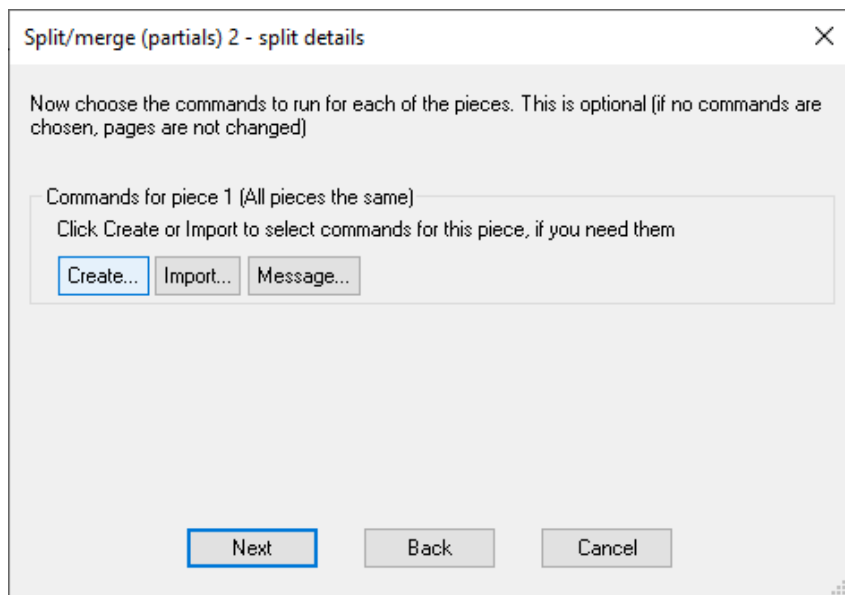 Split/merge (partials) 2 - split details
Now choose the commands to run for each of the pieces. This is optional (if no commands are
chosen, pages are not changed)
Commands for piece 1 (All pieces the same)
Click Create or Import to select commands for this piece, if you need them
Create... Import... Message...
Next Back Cancel